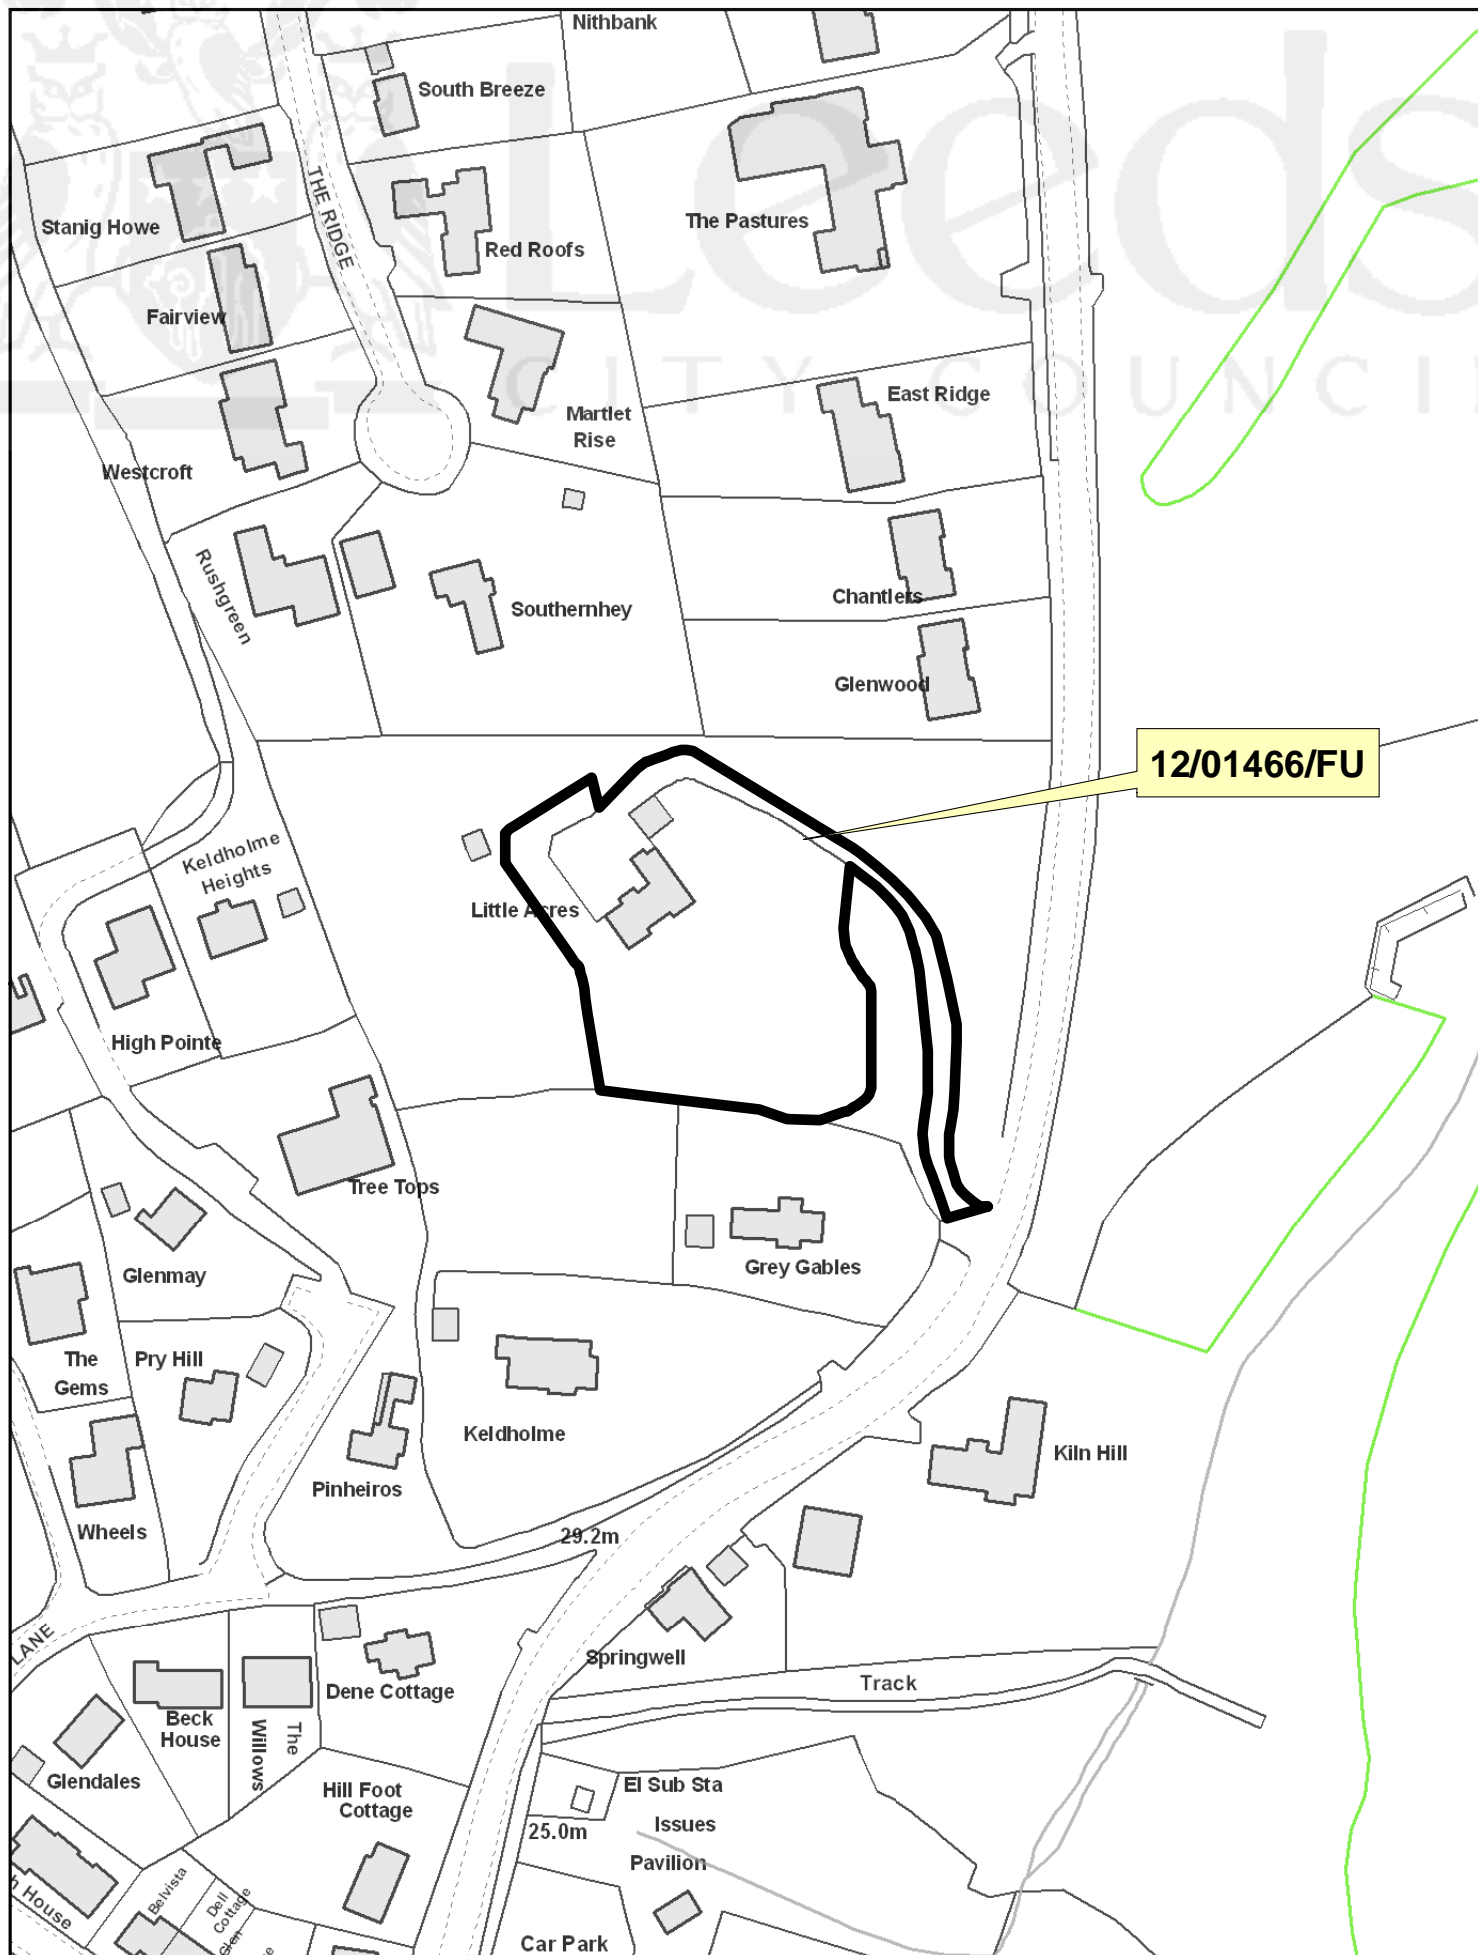 Nithbank
South Breeze
Leeds
CITY COUNCI
THE RIDGE
Stanig Howe
The Pastures
Red Roofs
Fairview
East Ridge
Martlet
Rise
Westcroft
Rushgreen
Southernhey
Chantlers
Glenwood
12/01466/FU
Keldholme
Heights
Little Acres
High Pointe
Tree Tops
Glenmay
Grey Gables
The
Gems
Pry Hill
Keldholme
Kiln Hill
Pinheiros
Wheels
29.2m
LANE
Springwell
Track
Dene Cottage
Beck
House
The
Willows
Glendales
Hill Foot
Cottage
El Sub Sta
Issues
25.0m
Pavilion
h House
Belvista
Dell
Cottage
Glen
Car Park